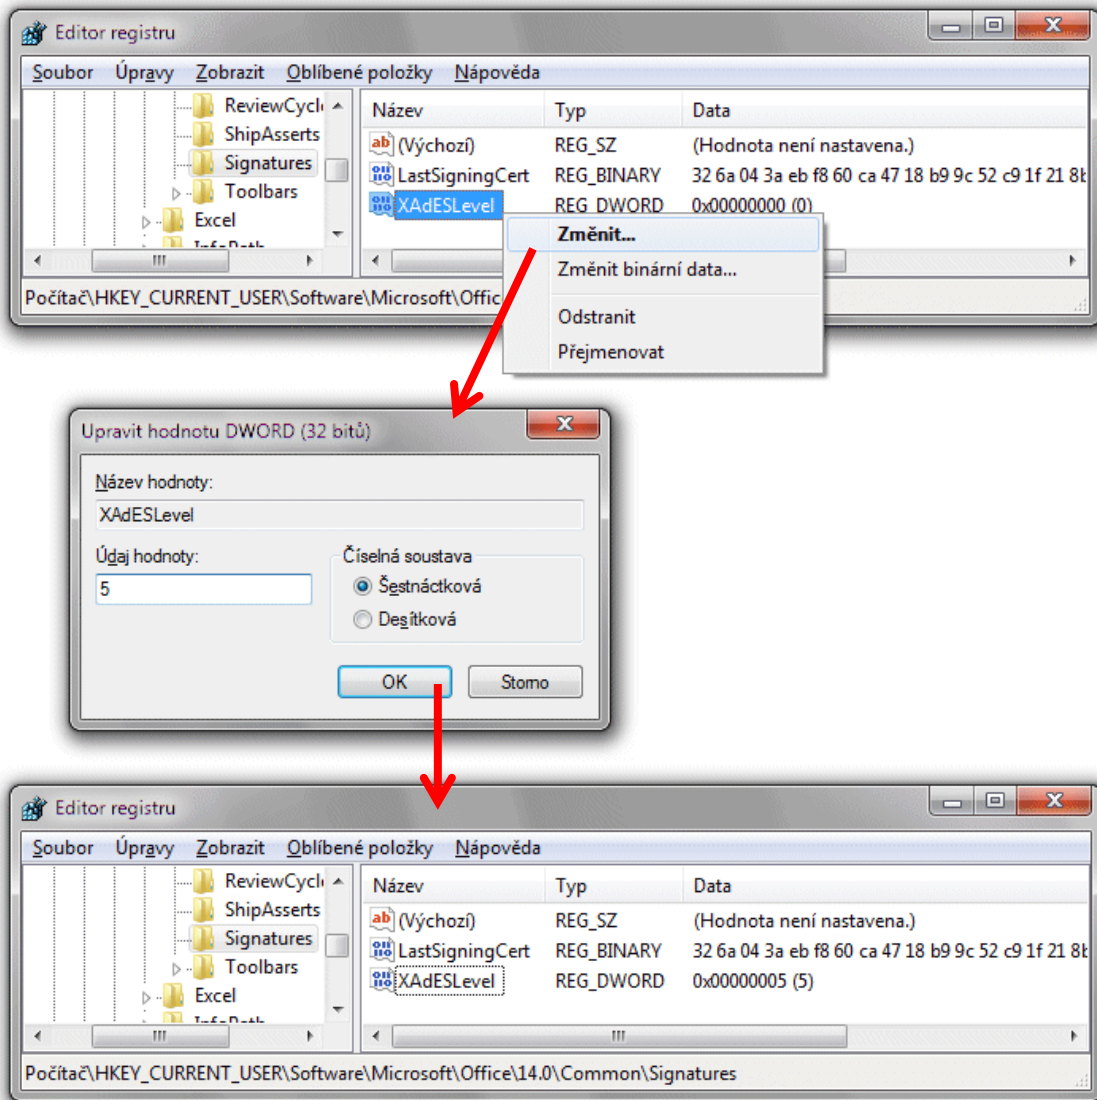 Editor registru
Soubor Úpravy Zobrazit Oblíbené položky Nápověda
ReviewCycl
ShipAsserts
Signatures
Toolbars
Excel
InfoPath
Název Typ Data
(Výchozí) REG_SZ (Hodnota není nastavena.)
LastSigningCert REG_BINARY 32 6a 04 3a eb f8 60 ca 47 18 b9 9c 52 c9 1f 21 8b
XAdESLevel REG_DWORD 0x00000000 (0)
Změnit...
Změnit binární data...
Odstranit
Přejmenovat
Počítač\HKEY_CURRENT_USER\Software\Microsoft\Offic
Upravit hodnotu DWORD (32 bitů)
Název hodnoty:
XAdESLevel
Údaj hodnoty:
5
Číselná soustava
Šestnáctková
Desítková
OK Storno
Editor registru
Soubor Úpravy Zobrazit Oblíbené položky Nápověda
ReviewCycl
ShipAsserts
Signatures
Toolbars
Excel
InfoPath
Název Typ Data
(Výchozí) REG_SZ (Hodnota není nastavena.)
LastSigningCert REG_BINARY 32 6a 04 3a eb f8 60 ca 47 18 b9 9c 52 c9 1f 21 8b
XAdESLevel REG_DWORD 0x00000005 (5)
Počítač\HKEY_CURRENT_USER\Software\Microsoft\Office\14.0\Common\Signatures